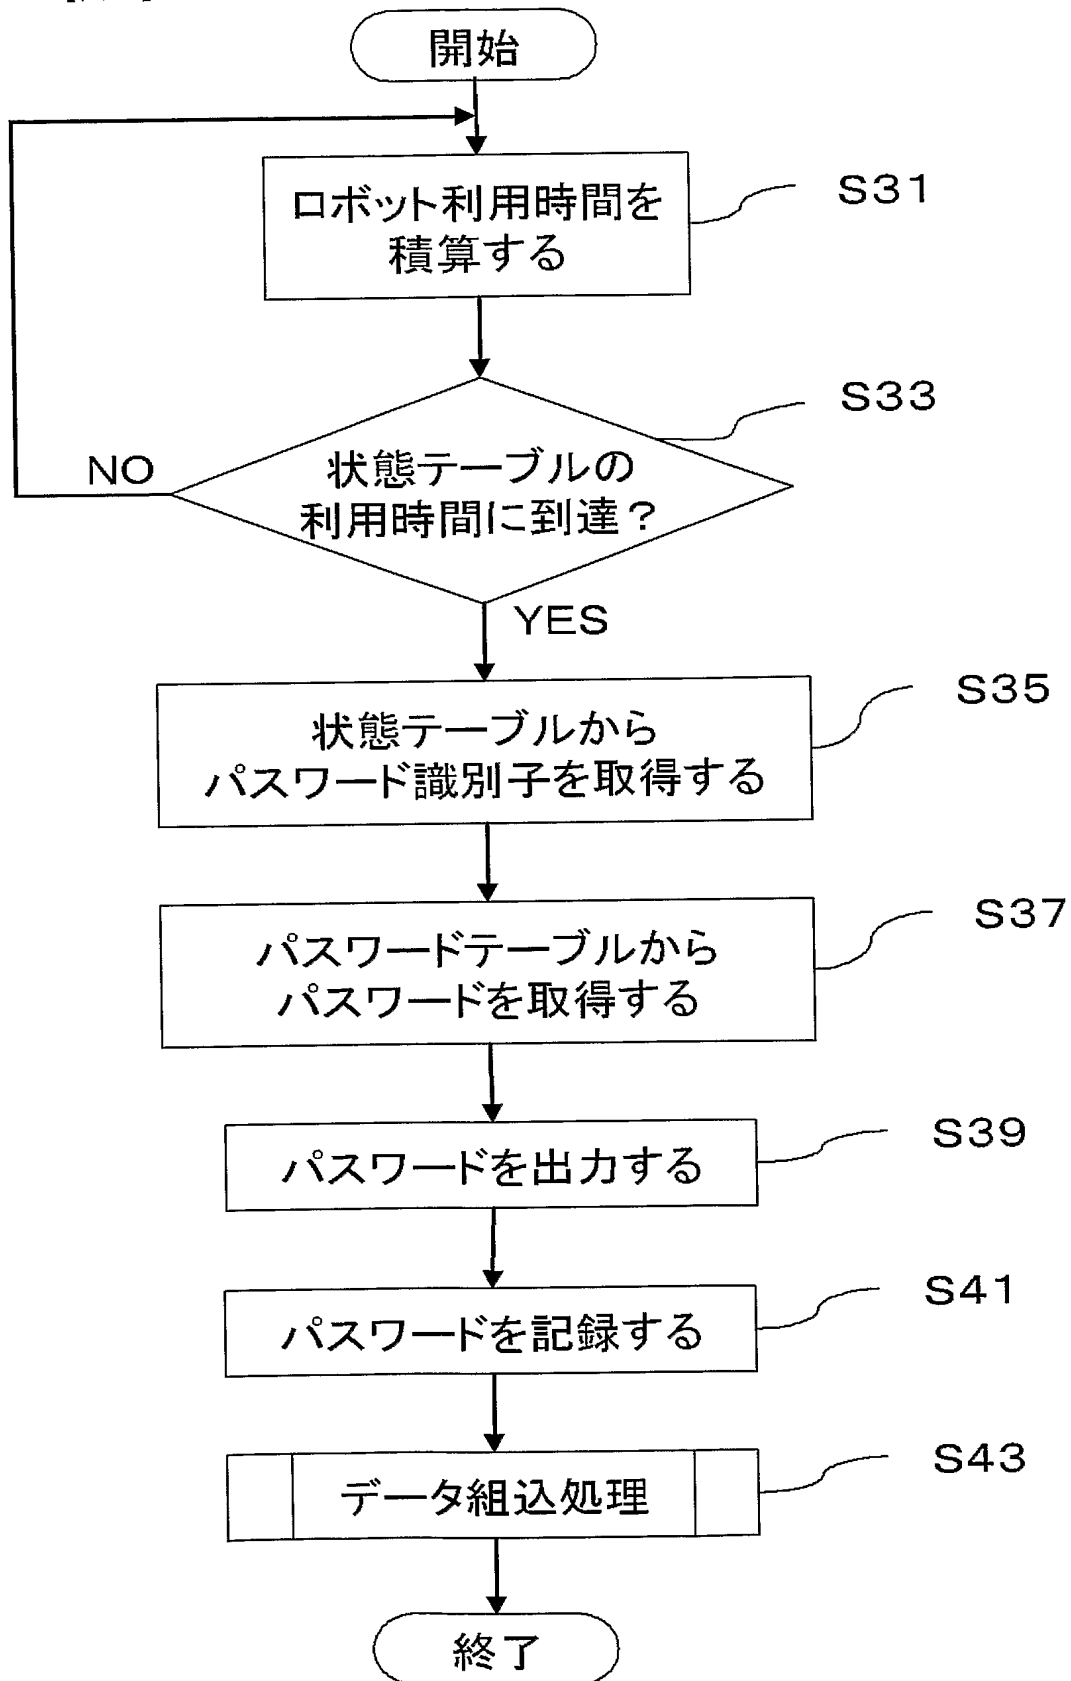 開始
ロボット利用時間を
積算する
S31
状態テーブルの
利用時間に到達？
S33
NO
YES
状態テーブルから
パスワード識別子を取得する
S35
パスワードテーブルから
パスワードを取得する
S37
パスワードを出力する
S39
パスワードを記録する
S41
データ組込処理
S43
終了